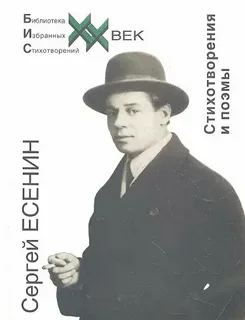 Библиотека
Избранных
Стихотворений
XX ВЕК
Сергей ЕСЕНИН
Стихотворения
и поэмы